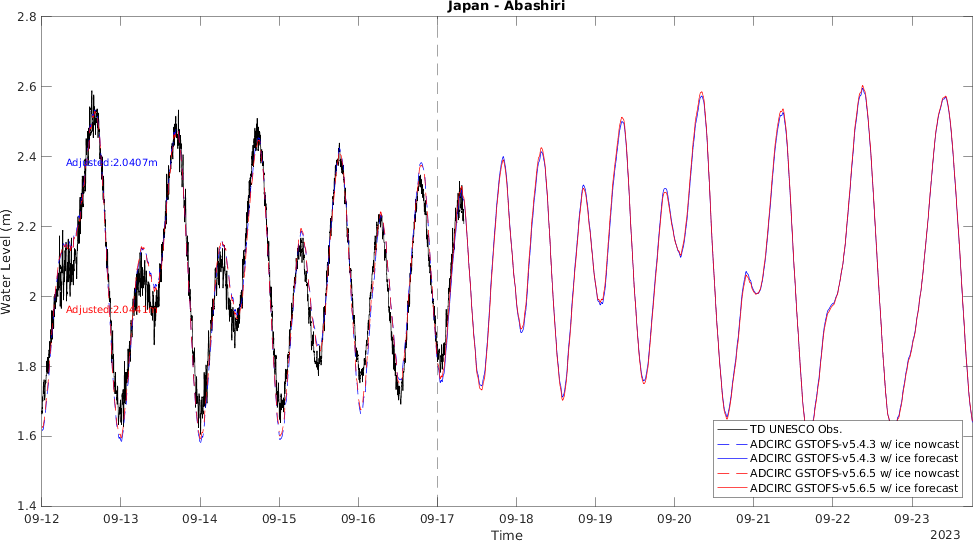 Japan - Abashiri
Water Level (m)
2.8
2.6
2.4
2.2
2
1.8
1.6
1.4
Adjusted:2.0407m
09-12
09-13
09-14
09-15
09-16
09-17
09-18
09-19
09-20
09-21
09-22
09-23
Time
2023
TD UNESCO Obs.
ADCIRC GSTOFS-v5.4.3 w/ ice nowcast
ADCIRC GSTOFS-v5.4.3 w/ ice forecast
ADCIRC GSTOFS-v5.6.5 w/ ice nowcast
ADCIRC GSTOFS-v5.6.5 w/ ice forecast